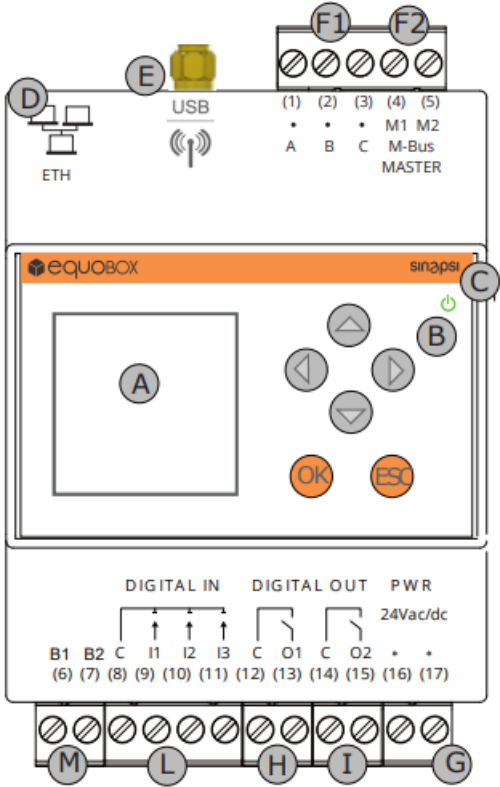 F1 F2
E
D
USB
(1) (2) (3) (4) (5)
• • • M1 M2
A B C M-Bus
MASTER
ETH
equobox sinapsi
C
B
A
OK ESC
DIGITAL IN DIGITAL OUT PWR
24Vac/dc
B1 B2 C I1 I2 I3 C O1 C O2 • •
(6) (7) (8) (9) (10) (11) (12) (13) (14) (15) (16) (17)
M L H I G